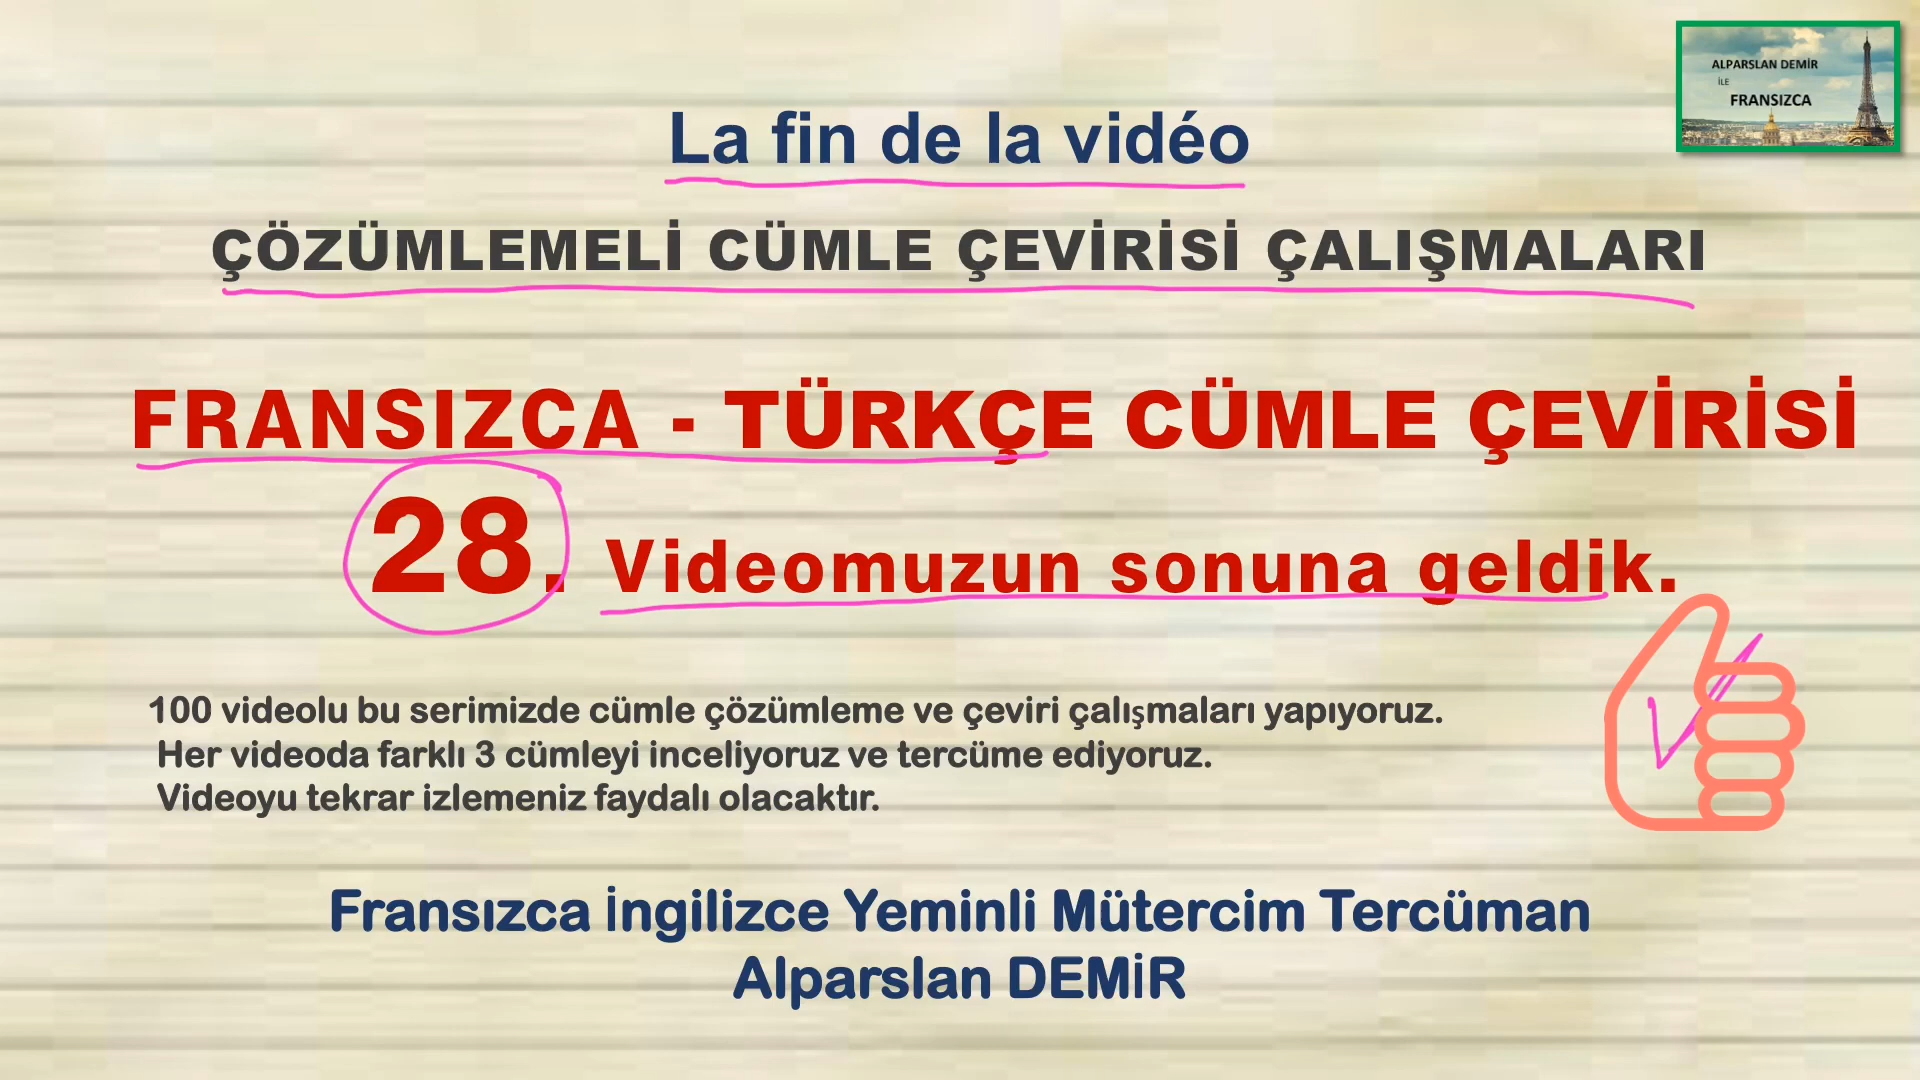 ALPARSLAN DEMİR
İLE
FRANSIZCA
La fin de la vidéo
ÇÖZÜMLEMELİ CÜMLE ÇEVİRİSİ ÇALIŞMALARI
FRANSIZCA - TÜRKÇE CÜMLE ÇEVİRİSİ
28. Videomuzun sonuna geldik.
100 videolu bu serimizde cümle çözümleme ve çeviri çalışmaları yapıyoruz.
Her videoda farklı 3 cümleyi inceliyoruz ve tercüme ediyoruz.
Videoyu tekrar izlemeniz faydalı olacaktır.
Fransızca İngilizce Yeminli Mütercim Tercüman
Alparslan DEMİR